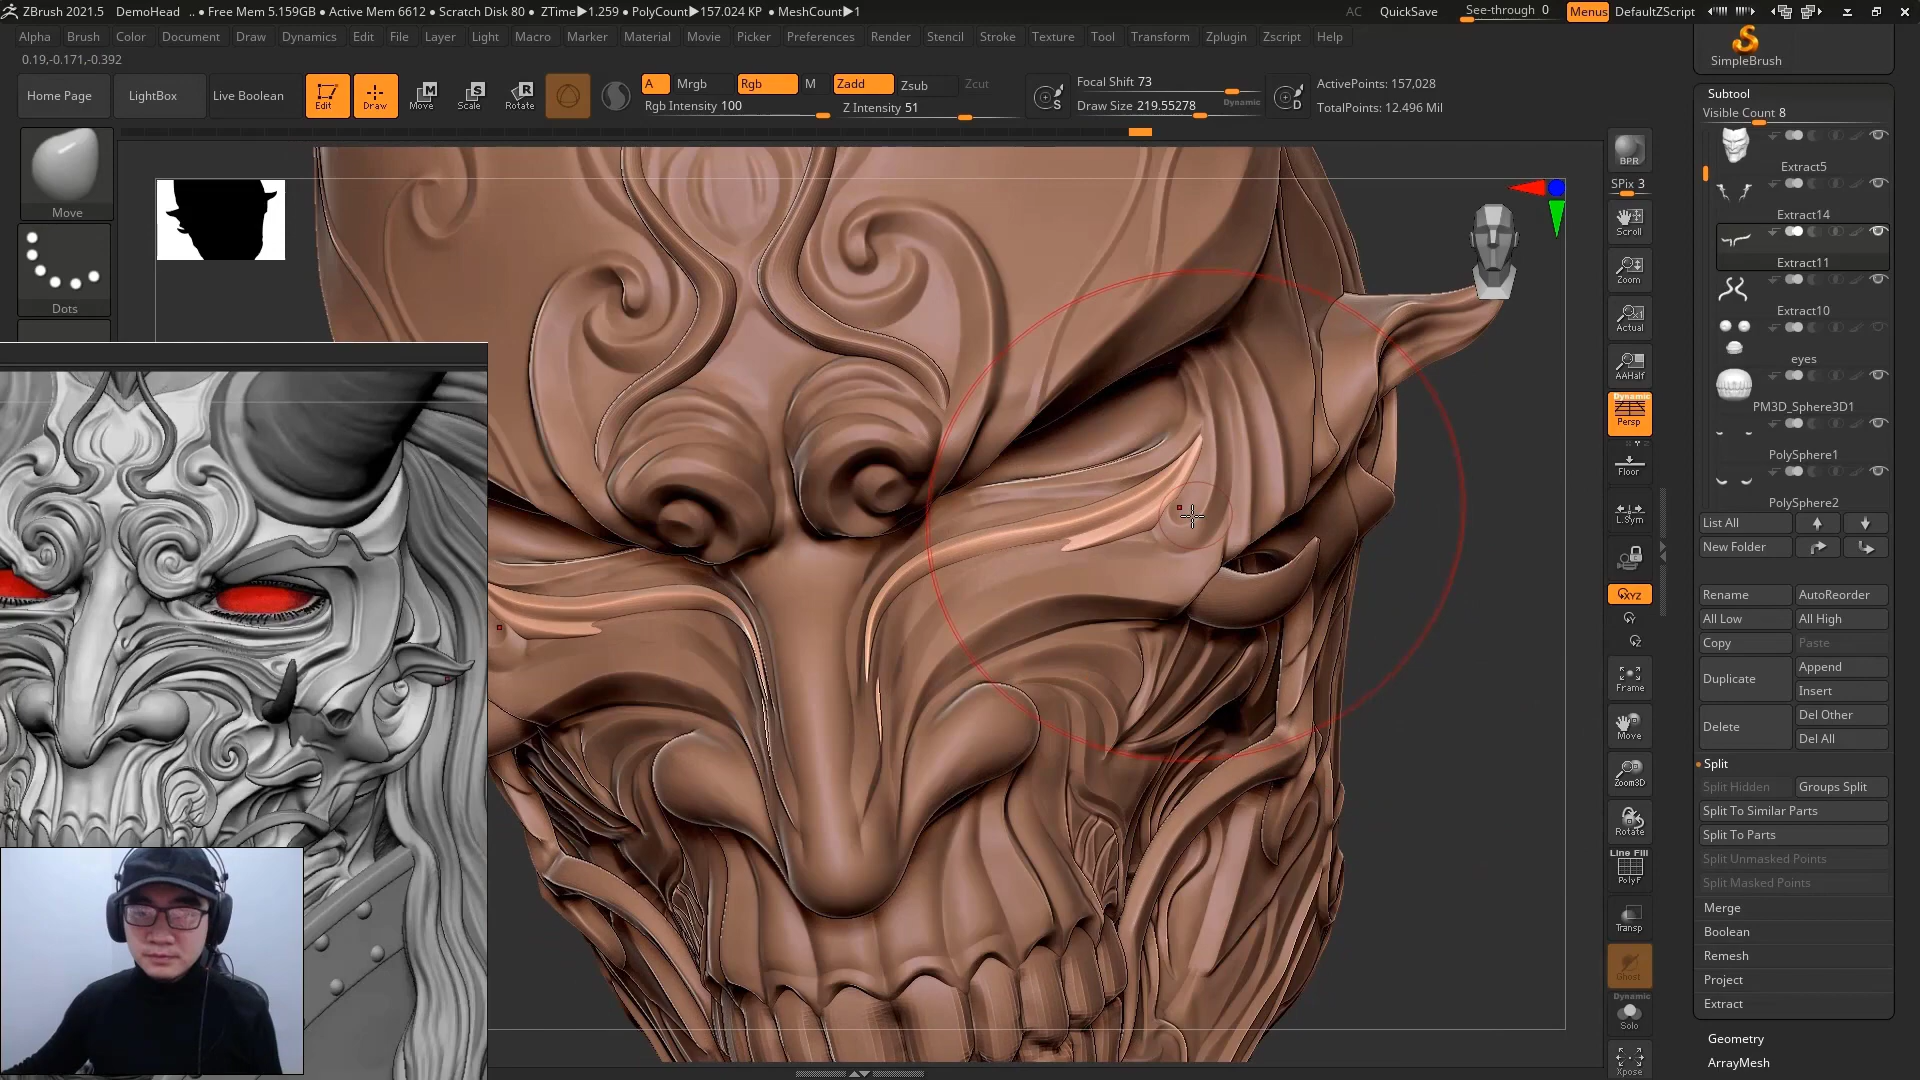 ZBrush 2021.5 DemoHead .. • Free Mem 5.159GB • Active Mem 6612 • Scratch Disk 80 • ZTime▶1.259 • PolyCount▶157.024 KP • MeshCount▶1 AC QuickSave See-through 0 Menus DefaultZScript
Alpha Brush Color Document Draw Dynamics Edit File Layer Light Macro Marker Material Movie Picker Preferences Render Stencil Stroke Texture Tool Transform Zplugin Zscript Help
0.19,-0.171,-0.392
SimpleBrush
Home Page LightBox Live Boolean Edit Draw Move Scale Rotate
A Mrgb Rgb M Zadd Zsub Zcut
Rgb Intensity 100 Z Intensity 51
Focal Shift 73
Draw Size 219.55278 Dynamic
S D
ActivePoints: 157,028
TotalPoints: 12.496 Mil
Move
Dots
BPR
SPix 3
Scroll
Zoom
Actual
AAHalf
Dynamic
Persp
Floor
L.Sym
XYZ
Frame
Move
Zoom3D
Rotate
Line Fill
PolyF
Transp
Ghost
Dynamic
Solo
Xpose
Subtool
Visible Count 8
Extract5
Extract14
Extract11
Extract10
eyes
PM3D_Sphere3D1
PolySphere1
PolySphere2
List All
New Folder
Rename AutoReorder
All Low All High
Copy Paste
Duplicate Append
Insert
Delete Del Other
Del All
Split
Split Hidden Groups Split
Split To Similar Parts
Split To Parts
Split Unmasked Points
Split Masked Points
Merge
Boolean
Remesh
Project
Extract
Geometry
ArrayMesh